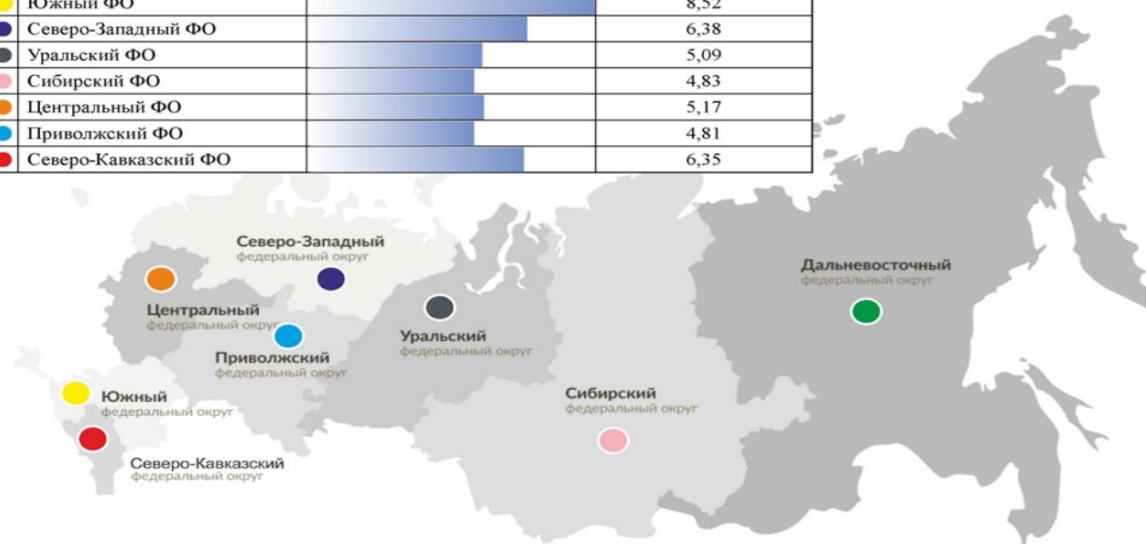 Южный ФО 8,52
Северо-Западный ФО 6,38
Уральский ФО 5,09
Сибирский ФО 4,83
Центральный ФО 5,17
Приволжский ФО 4,81
Северо-Кавказский ФО 6,35
Северо-Западный
федеральный округ
Дальневосточный
федеральный округ
Центральный
федеральный округ
Уральский
федеральный округ
Приволжский
федеральный округ
Сибирский
федеральный округ
Южный
федеральный округ
Северо-Кавказский
федеральный округ